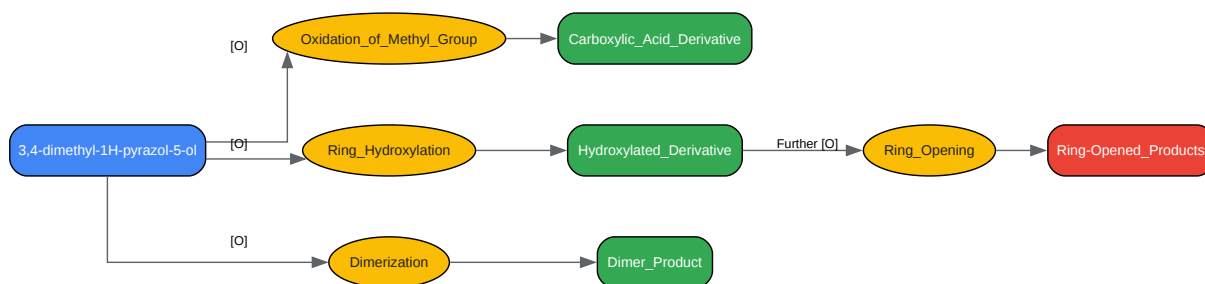 [O]
Oxidation_of_Methyl_Group
Carboxylic_Acid_Derivative
3,4-dimethyl-1H-pyrazol-5-ol
[O]
Ring_Hydroxylation
Hydroxylated_Derivative
Further [O]
Ring_Opening
Ring-Opened_Products
[O]
Dimerization
Dimer_Product